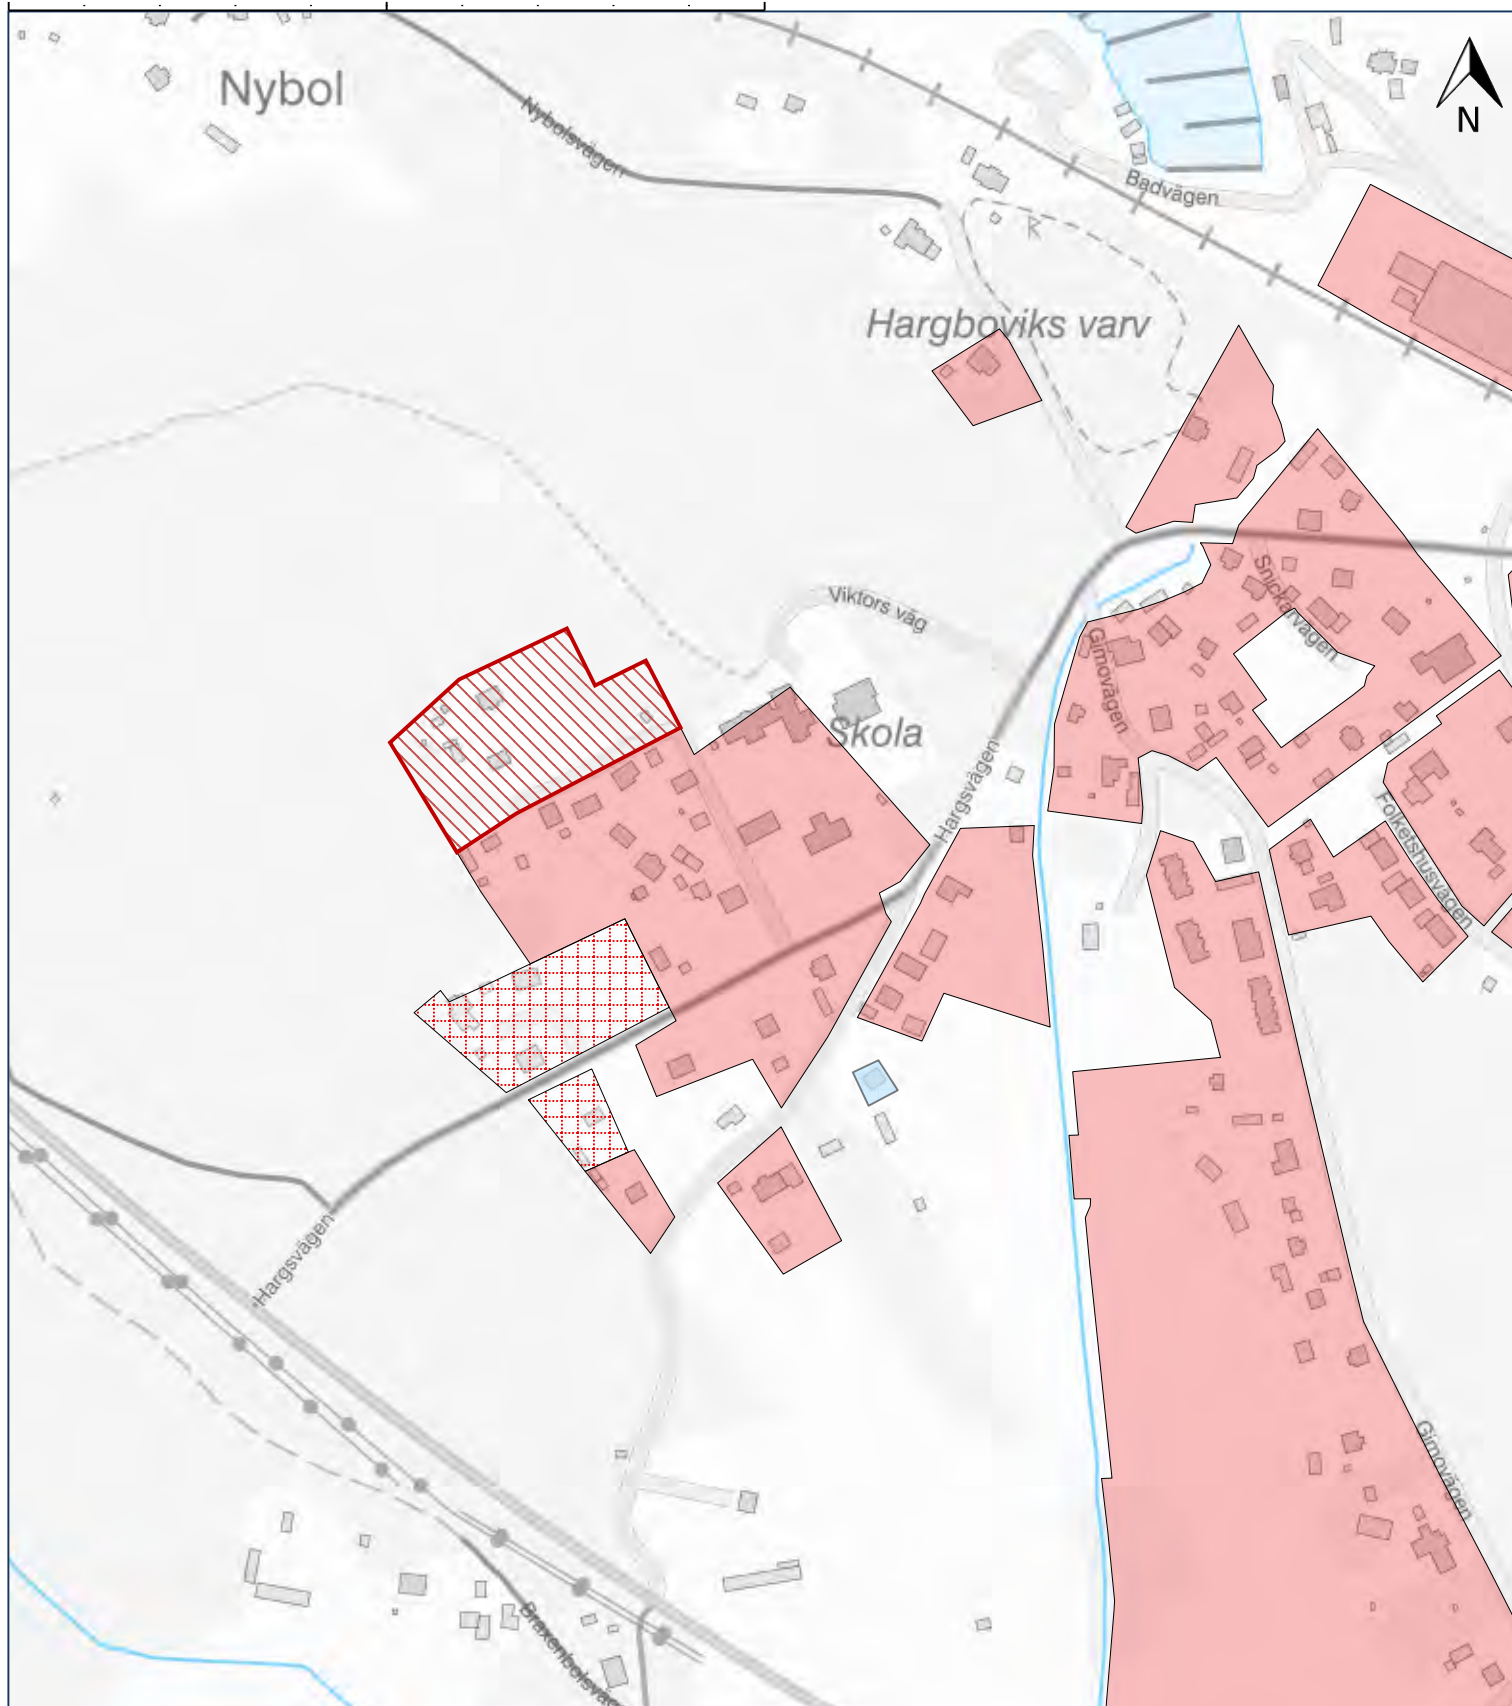 Nybol
N
Nybolsvägen
Badvägen
Hargboviks varv
Snickarvägen
Viktors väg
Gimovägen
Skola
Hargsvägen
Folketshusvägen
Hargsvägen
Gimovägen
Braxenbolsväg